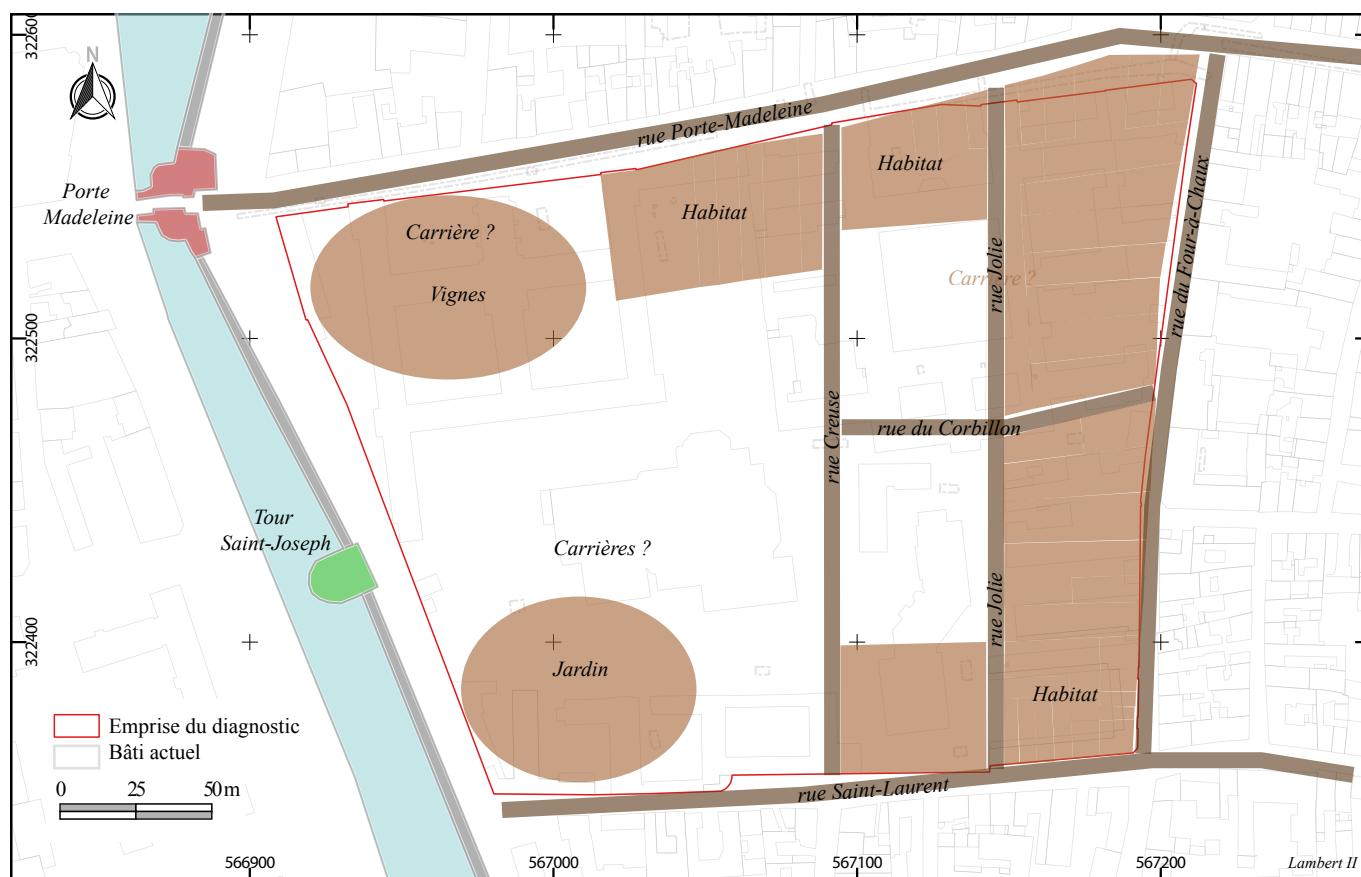 322600
N
rue Porte-Madeleine
Porte
Madeleine
Habitat
Habitat
Carrière ?
Vignes
rue Jolie
Carrière ?
rue du Four-à-Chaux
322500
rue Creuse
rue du Corbillon
Tour
Saint-Joseph
Carrières ?
rue Jolie
322400
Jardin
Habitat
Emprise du diagnostic
Bâti actuel
0 25 50 m
rue Saint-Laurent
566900 567000 567100 567200
Lambert II